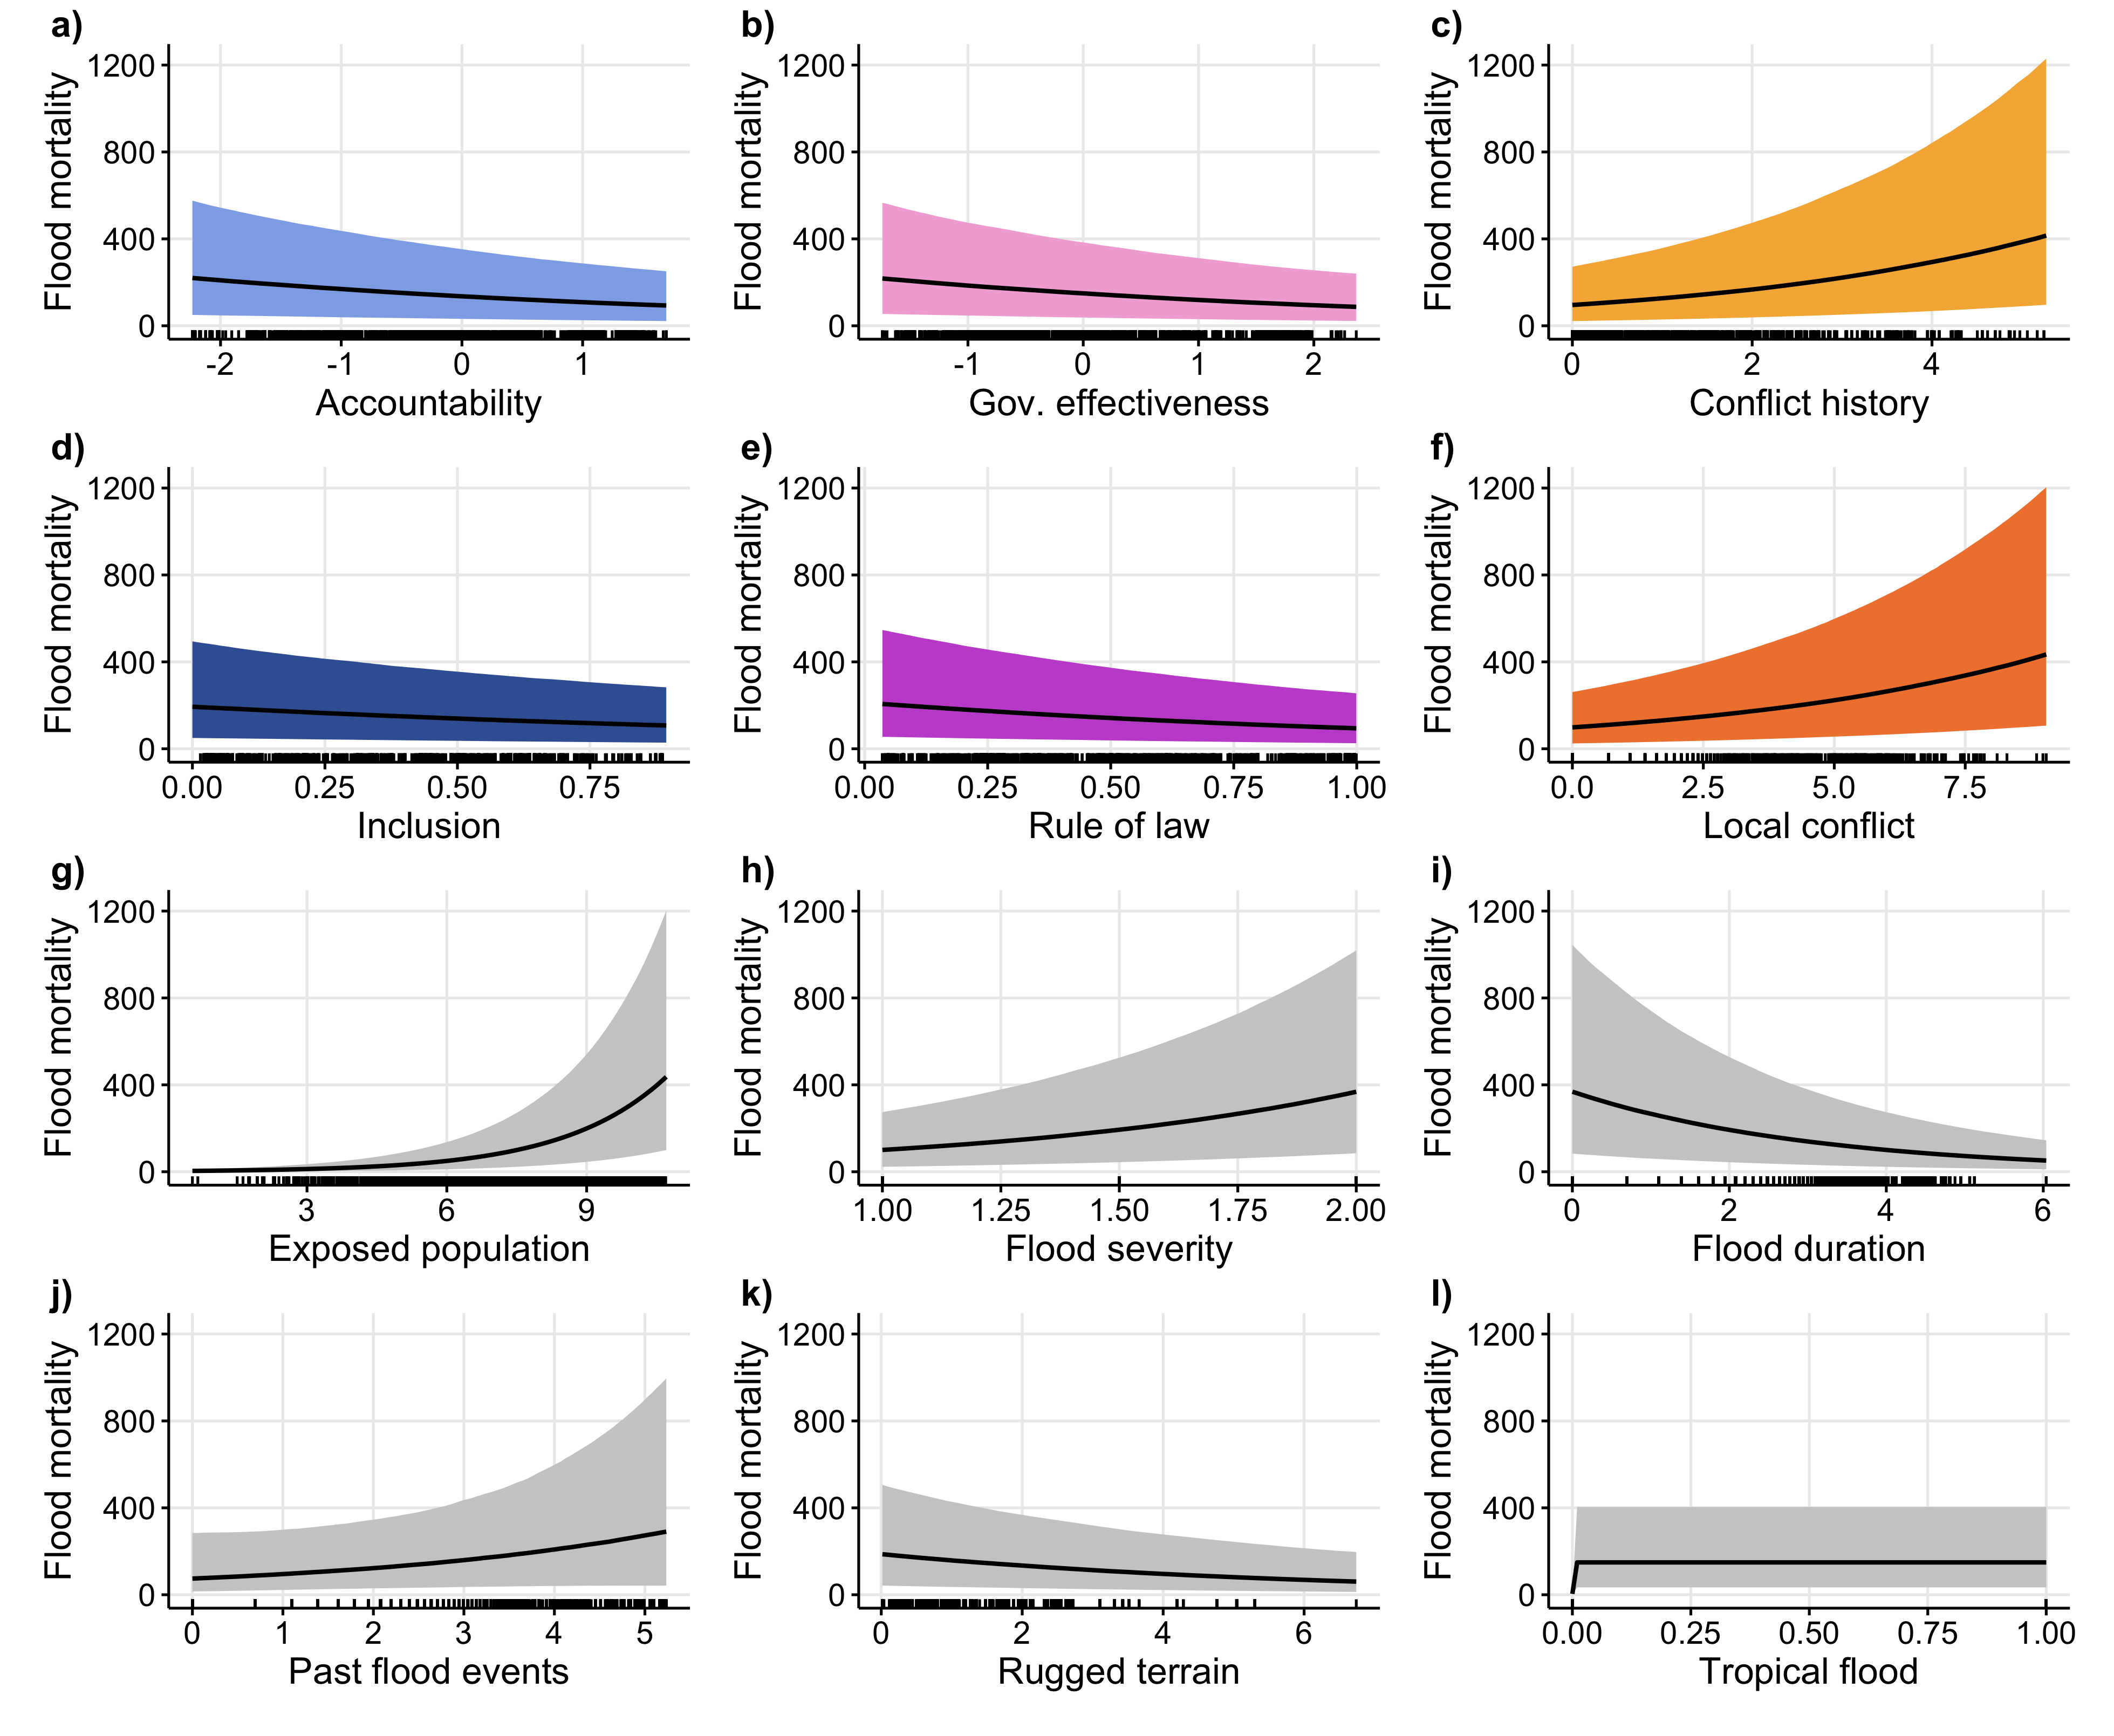 a)
Flood mortality
1200
800
400
0
-2 -1 0 1
Accountability
b)
Flood mortality
1200
800
400
0
-1 0 1 2
Gov. effectiveness
c)
Flood mortality
1200
800
400
0
0 2 4
Conflict history
d)
Flood mortality
1200
800
400
0
0.00 0.25 0.50 0.75
Inclusion
e)
Flood mortality
1200
800
400
0
0.00 0.25 0.50 0.75 1.00
Rule of law
f)
Flood mortality
1200
800
400
0
0.0 2.5 5.0 7.5
Local conflict
g)
Flood mortality
1200
800
400
0
3 6 9
Exposed population
h)
Flood mortality
1200
800
400
0
1.00 1.25 1.50 1.75 2.00
Flood severity
i)
Flood mortality
1200
800
400
0
0 2 4 6
Flood duration
j)
Flood mortality
1200
800
400
0
0 1 2 3 4 5
Past flood events
k)
Flood mortality
1200
800
400
0
0 2 4 6
Rugged terrain
l)
Flood mortality
1200
800
400
0
0.00 0.25 0.50 0.75 1.00
Tropical flood